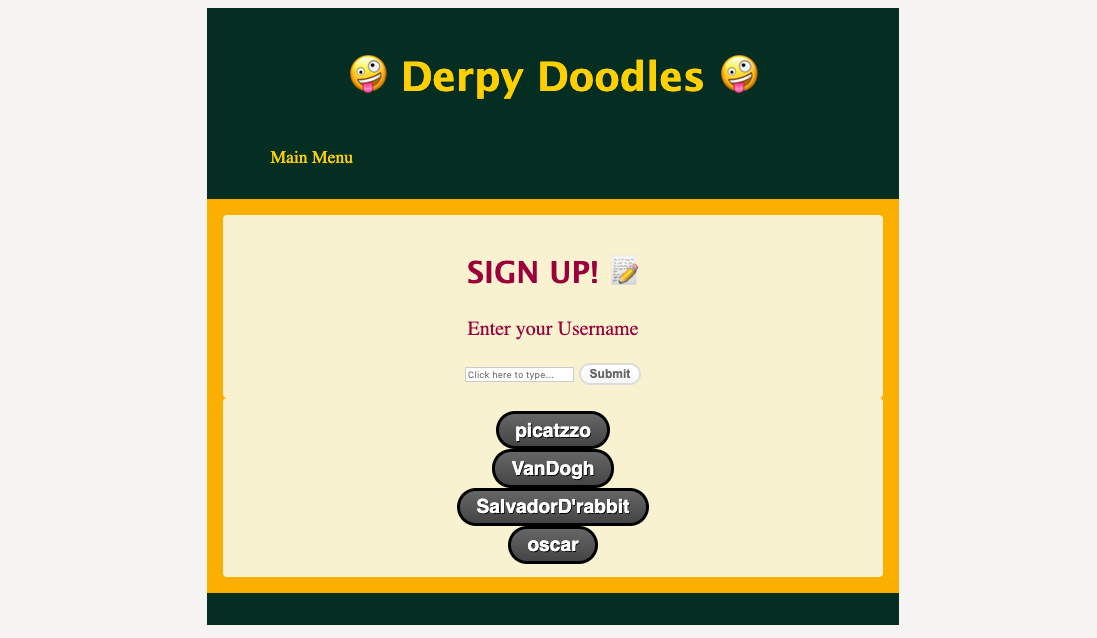 Derpy Doodles
Main Menu
SIGN UP!
Enter your Username
Click here to type... Submit
picatzzo
VanDogh
SalvadorD'rabbit
oscar